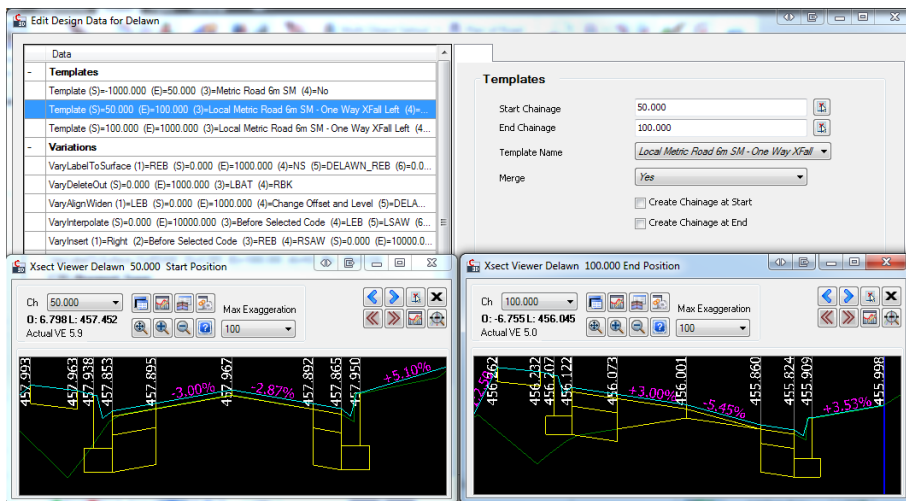 Edit Design Data for Delawn
Data
- Templates
Template (S)=-1000.000 (E)=50.000 (3)=Metric Road 6m SM (4)=No
Template (S)=50.000 (E)=100.000 (3)=Local Metric Road 6m SM - One Way XFall Left (4)=...
Template (S)=100.000 (E)=1000.000 (3)=Local Metric Road 6m SM - One Way XFall Left (4...
- Variations
VaryLabelToSurface (1)=REB (S)=0.000 (E)=1000.000 (4)=NS (5)=DELAWN_REB (6)=0.0...
VaryDeleteOut (S)=0.000 (E)=1000.000 (3)=LBAT (4)=RBK
VaryAlignWiden (1)=LEB (S)=0.000 (E)=1000.000 (4)=Change Offset and Level (5)=DELA...
VaryInterpolate (S)=0.000 (E)=10000.000 (3)=Before Selected Code (4)=LEB (5)=LSAW (6...
VaryInsert (1)=Right (2)=Before Selected Code (3)=REB (4)=RSAW (S)=0.000 (E)=10000.0...
Templates
Start Chainage 50.000
End Chainage 100.000
Template Name Local Metric Road 6m SM - One Way XFall
Merge Yes
Create Chainage at Start
Create Chainage at End
Xsect Viewer Delawn 50.000 Start Position
Ch 50.000
O: 6.798 L: 457.452
Actual VE 5.9
Max Exaggeration
100
457.993
457.963
457.938
457.853
457.895
-3.00%
457.967
-2.87%
457.892
457.865
457.950
+5.10%
Xsect Viewer Delawn 100.000 End Position
Ch 100.000
O: -6.755 L: 456.045
Actual VE 5.0
Max Exaggeration
100
456.232
456.207
456.122
456.073
+3.00%
456.001
-5.45%
455.860
455.824
455.909
+3.53%
455.998